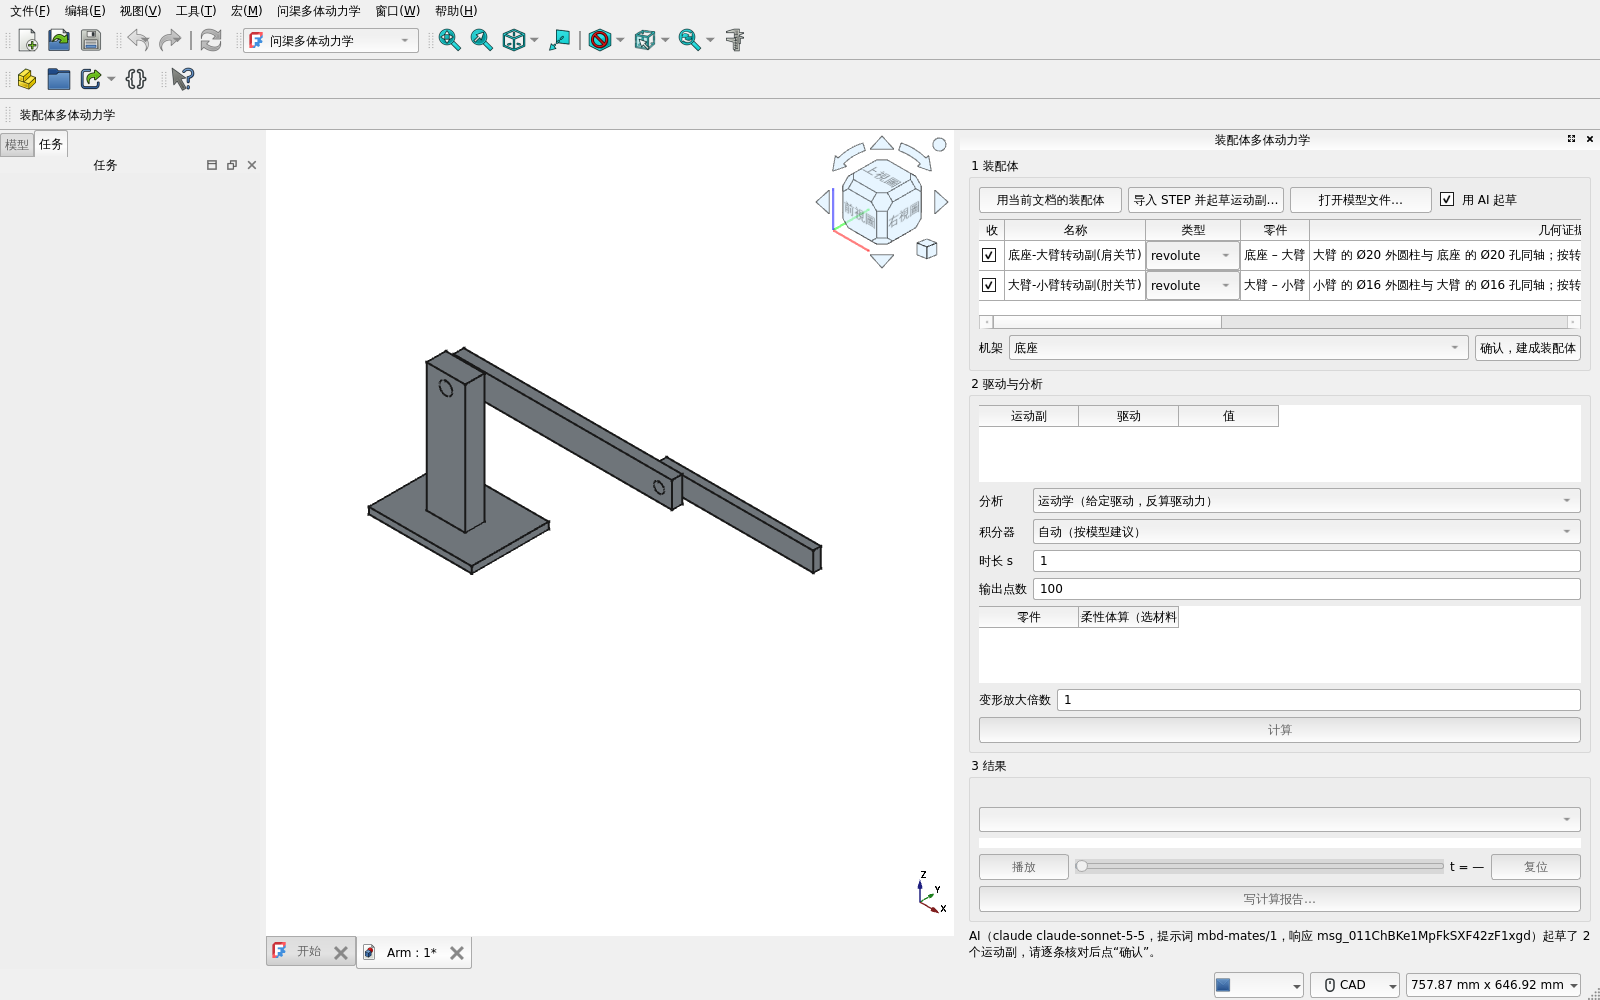 文件(F) 编辑(E) 视图(V) 工具(T) 宏(M) 问渠多体动力学 窗口(W) 帮助(H)
问渠多体动力学
装配体多体动力学
模型 任务
任务
上視圖
前視圖 右視圖
Z
Y
X
开始 Arm : 1*
装配体多体动力学
1 装配体
用当前文档的装配体 导入 STEP 并起草运动副… 打开模型文件… 用 AI 起草
收 名称 类型 零件 几何证据
底座-大臂转动副(肩关节) revolute 底座 – 大臂 大臂 的 Ø20 外圆柱与 底座 的 Ø20 孔同轴；按转
大臂-小臂转动副(肘关节) revolute 大臂 – 小臂 小臂 的 Ø16 外圆柱与 大臂 的 Ø16 孔同轴；按转
机架 底座 确认，建成装配体
2 驱动与分析
运动副 驱动 值
分析 运动学（给定驱动，反算驱动力）
积分器 自动（按模型建议）
时长 s 1
输出点数 100
零件 柔性体算（选材料
变形放大倍数 1
计算
3 结果
播放 t = — 复位
写计算报告…
AI（claude claude-sonnet-5-5，提示词 mbd-mates/1，响应 msg_011ChBKe1MpFkSXF42zF1xgd）起草了 2
个运动副，请逐条核对后点“确认”。
CAD 757.87 mm x 646.92 mm